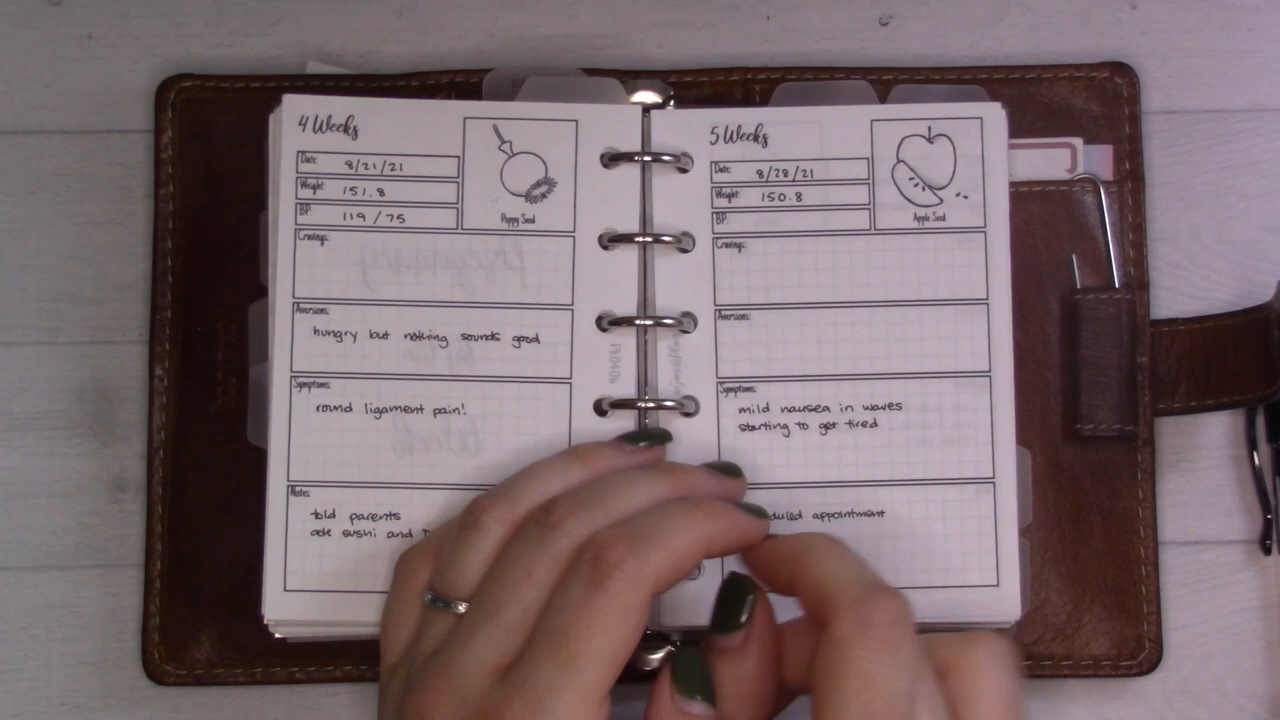 4 Weeks
Date: 8/21/21
Weight: 151.8
BP: 119/75
Poppy Seed
Cravings:
Aversions:
hungry but nothing sounds good
Symptoms:
round ligament pain!
Notes:
told parents
ate sushi and
5 Weeks
Date: 8/28/21
Weight: 150.8
BP:
Apple Seed
Cravings:
Aversions:
Symptoms:
mild nausea in waves
starting to get tired
appointment